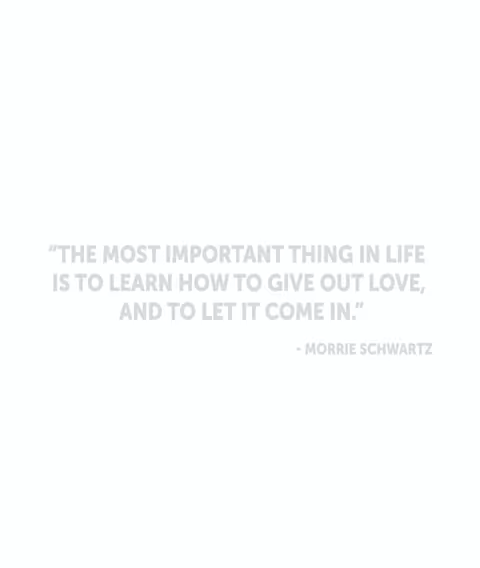 “THE MOST IMPORTANT THING IN LIFE
IS TO LEARN HOW TO GIVE OUT LOVE,
AND TO LET IT COME IN.”
- MORRIE SCHWARTZ